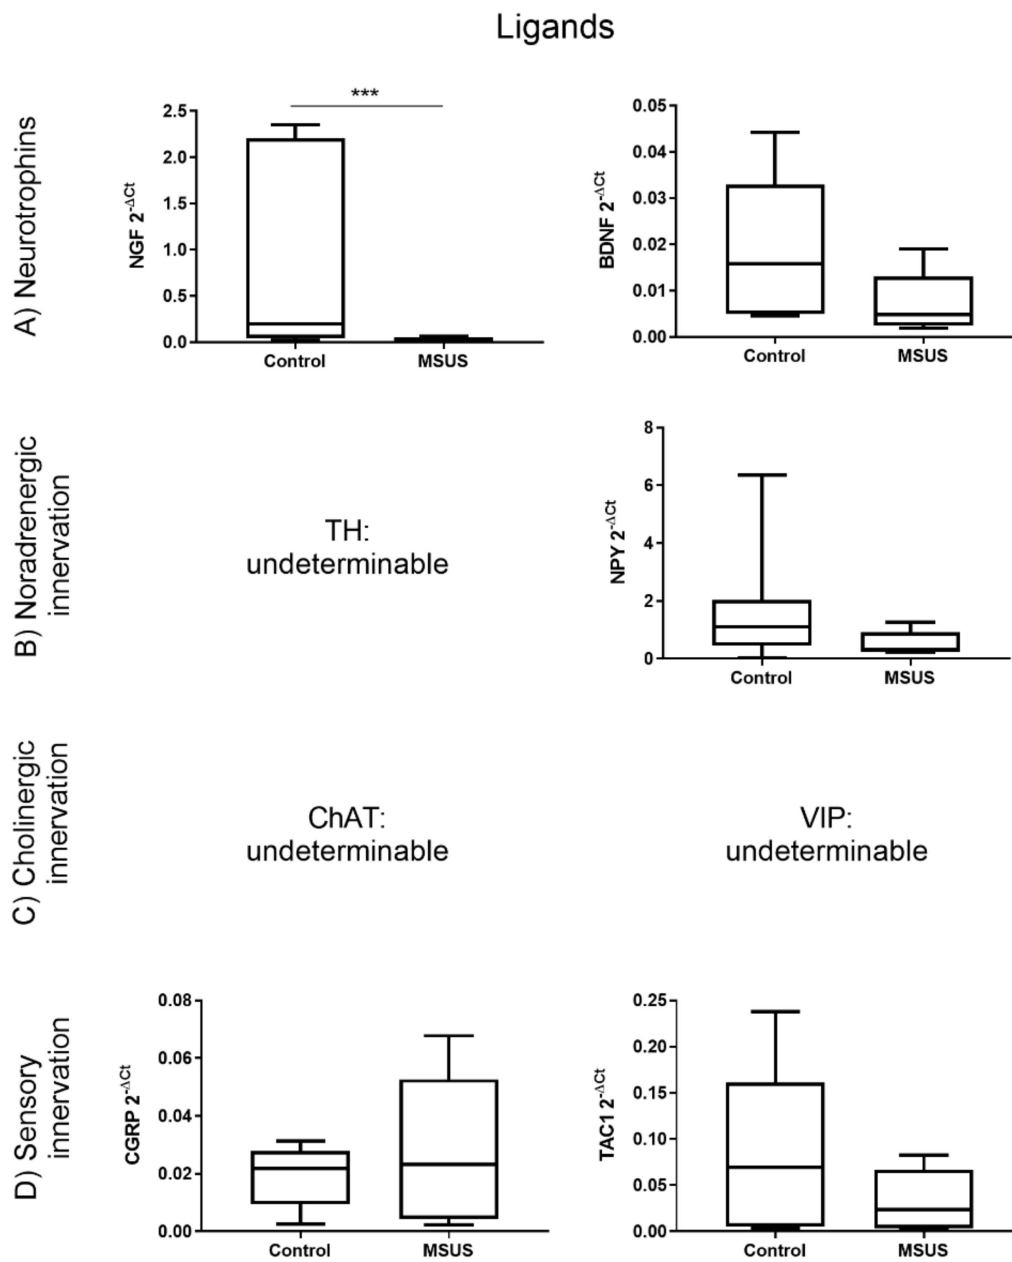 Ligands
A) Neurotrophins
***
NGF 2-ΔCt
2.5
2.0
1.5
1.0
0.5
0.0
Control
MSUS
BDNF 2-ΔCt
0.05
0.04
0.03
0.02
0.01
0.00
Control
MSUS
B) Noradrenergic
innervation
TH:
undeterminable
NPY 2-ΔCt
8
6
4
2
0
Control
MSUS
C) Cholinergic
innervation
ChAT:
undeterminable
VIP:
undeterminable
D) Sensory
innervation
CGRP 2-ΔCt
0.08
0.06
0.04
0.02
0.00
Control
MSUS
TAC1 2-ΔCt
0.25
0.20
0.15
0.10
0.05
0.00
Control
MSUS